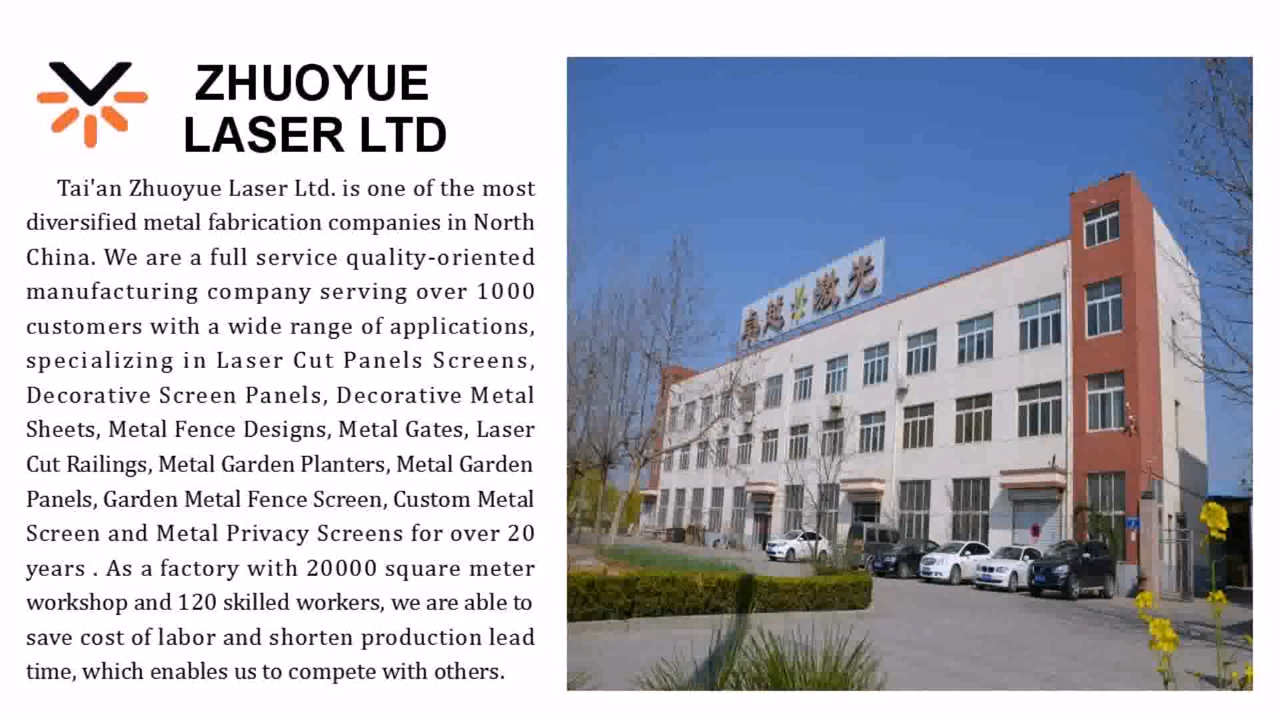 ZHUOYUE
LASER LTD
Tai'an Zhuoyue Laser Ltd. is one of the most
diversified metal fabrication companies in North
China. We are a full service quality-oriented
manufacturing company serving over 1000
customers with a wide range of applications,
specializing in Laser Cut Panels Screens,
Decorative Screen Panels, Decorative Metal
Sheets, Metal Fence Designs, Metal Gates, Laser
Cut Railings, Metal Garden Planters, Metal Garden
Panels, Garden Metal Fence Screen, Custom Metal
Screen and Metal Privacy Screens for over 20
years . As a factory with 20000 square meter
workshop and 120 skilled workers, we are able to
save cost of labor and shorten production lead
time, which enables us to compete with others.
卓越激光